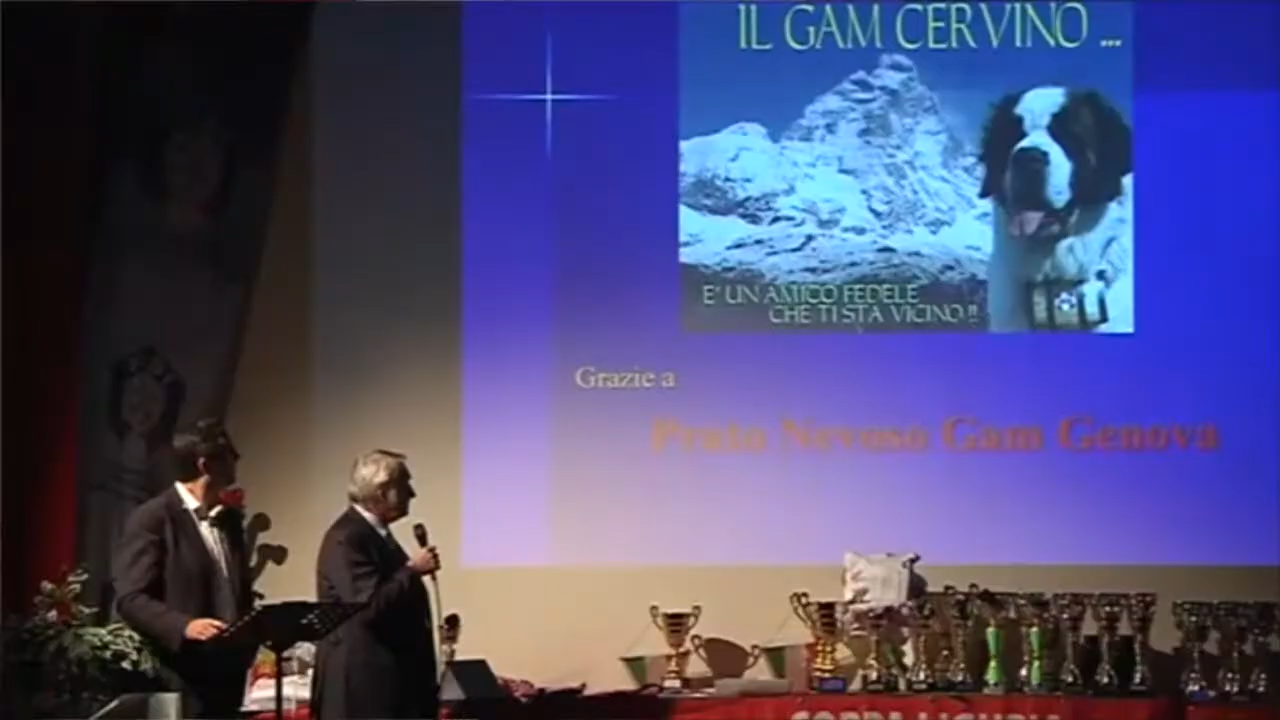 IL GAM CERVINO ...
E' UN AMICO FEDELE
CHE TI STA VICINO !!
Grazie a
Prato Nevoso Gam Genova